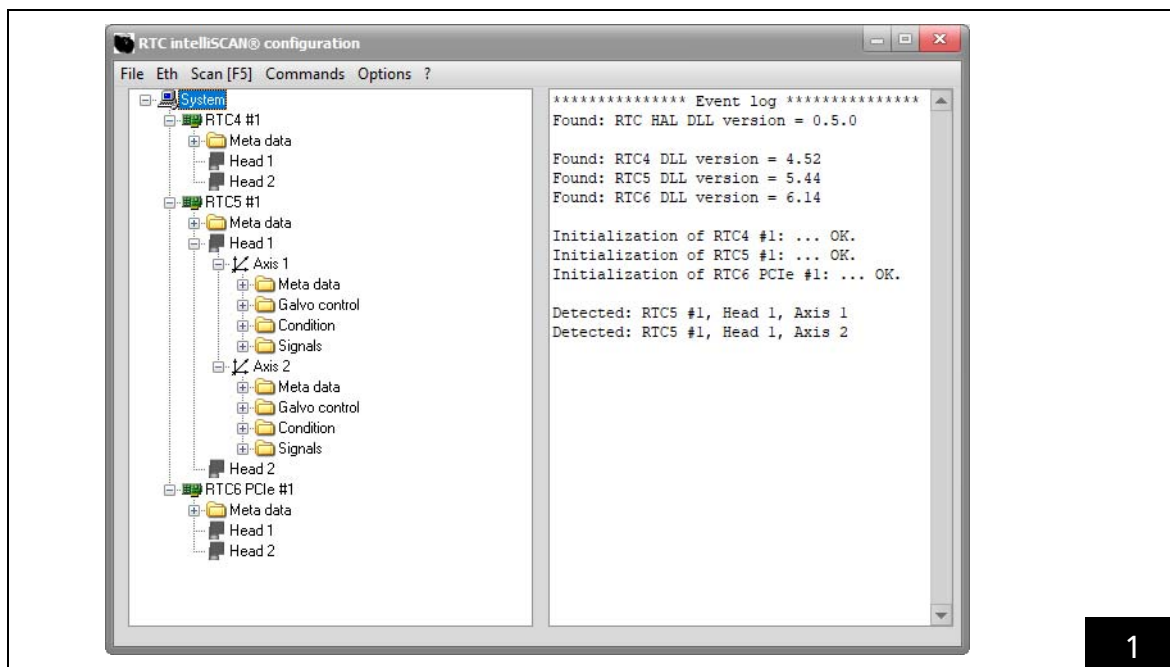 RTC intelliSCAN® configuration
File Eth Scan [F5] Commands Options ?
System
RTC4 #1
Meta data
Head 1
Head 2
RTC5 #1
Meta data
Head 1
Axis 1
Meta data
Galvo control
Condition
Signals
Axis 2
Meta data
Galvo control
Condition
Signals
Head 2
RTC6 PCIe #1
Meta data
Head 1
Head 2
*************** Event log ***************
Found: RTC HAL DLL version = 0.5.0
Found: RTC4 DLL version = 4.52
Found: RTC5 DLL version = 5.44
Found: RTC6 DLL version = 6.14
Initialization of RTC4 #1: ... OK.
Initialization of RTC5 #1: ... OK.
Initialization of RTC6 PCIe #1: ... OK.
Detected: RTC5 #1, Head 1, Axis 1
Detected: RTC5 #1, Head 1, Axis 2
1